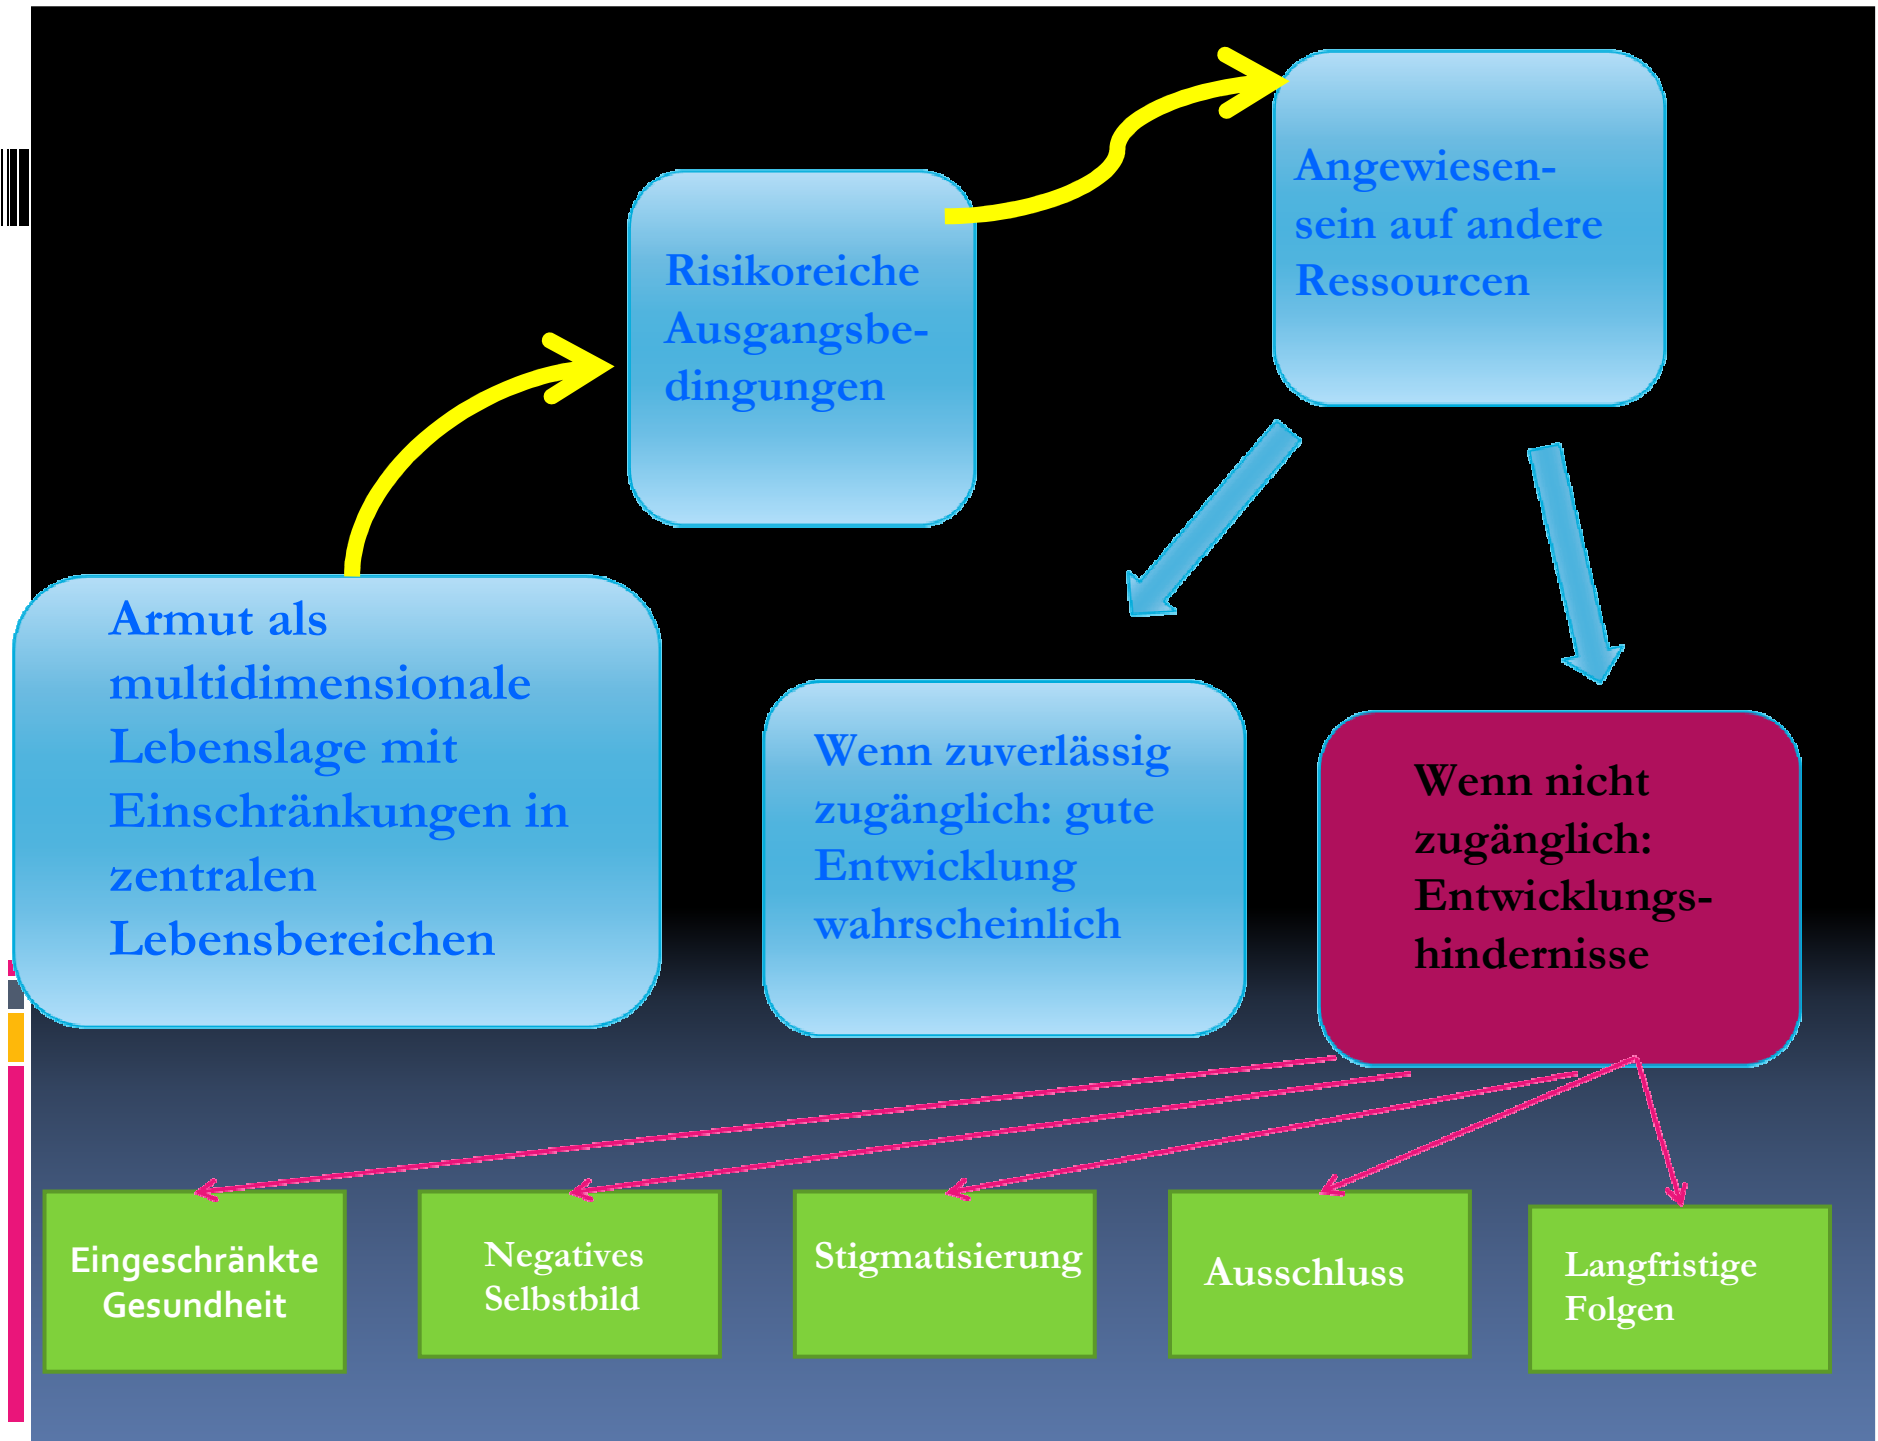 Angewiesen-
sein auf andere
Ressourcen
Risikoreiche
Ausgangsbe-
dingungen
Armut als
multidimensionale
Lebenslage mit
Einschränkungen in
zentralen
Lebensbereichen
Wenn zuverlässig
zugänglich: gute
Entwicklung
wahrscheinlich
Wenn nicht
zugänglich:
Entwicklungs-
hindernisse
Eingeschränkte
Gesundheit
Negatives
Selbstbild
Stigmatisierung
Ausschluss
Langfristige
Folgen